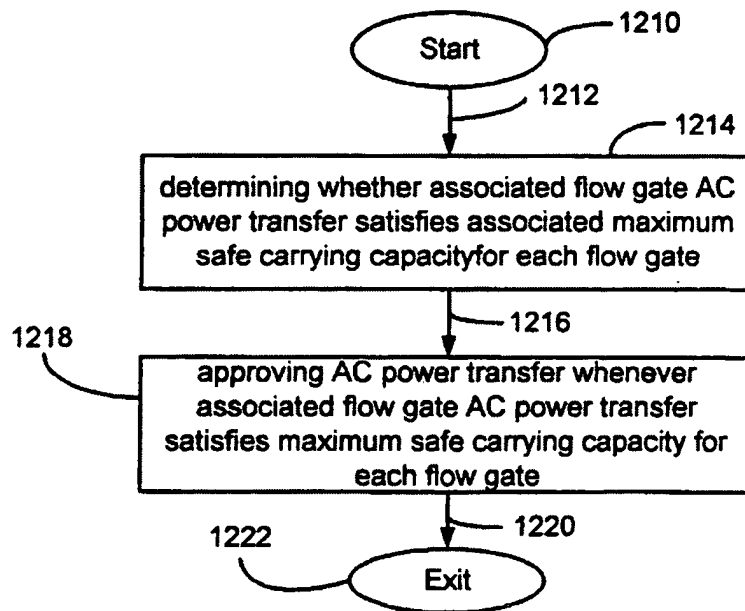 Start
1210
1212
1214
determining whether associated flow gate AC
power transfer satisfies associated maximum
safe carrying capacityfor each flow gate
1216
1218
approving AC power transfer whenever
associated flow gate AC power transfer
satisfies maximum safe carrying capacity for
each flow gate
1220
1222
Exit